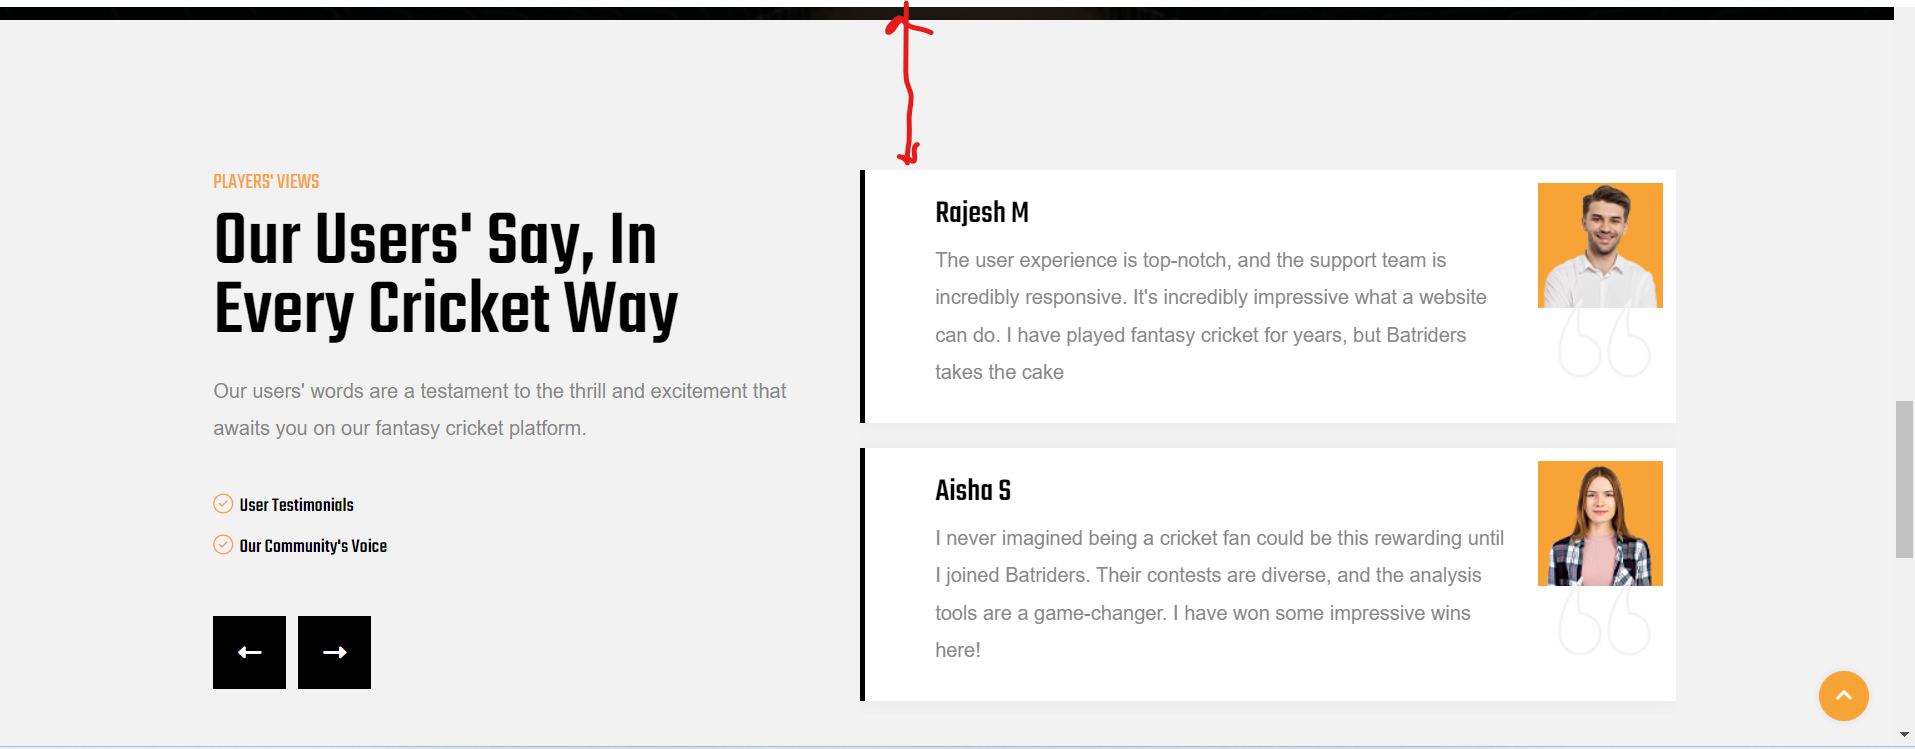 PLAYERS' VIEWS
Our Users' Say, In
Every Cricket Way
Our users' words are a testament to the thrill and excitement that
awaits you on our fantasy cricket platform.
User Testimonials
Our Community's Voice
Rajesh M
The user experience is top-notch, and the support team is
incredibly responsive. It's incredibly impressive what a website
can do. I have played fantasy cricket for years, but Batriders
takes the cake
Aisha S
I never imagined being a cricket fan could be this rewarding until
I joined Batriders. Their contests are diverse, and the analysis
tools are a game-changer. I have won some impressive wins
here!